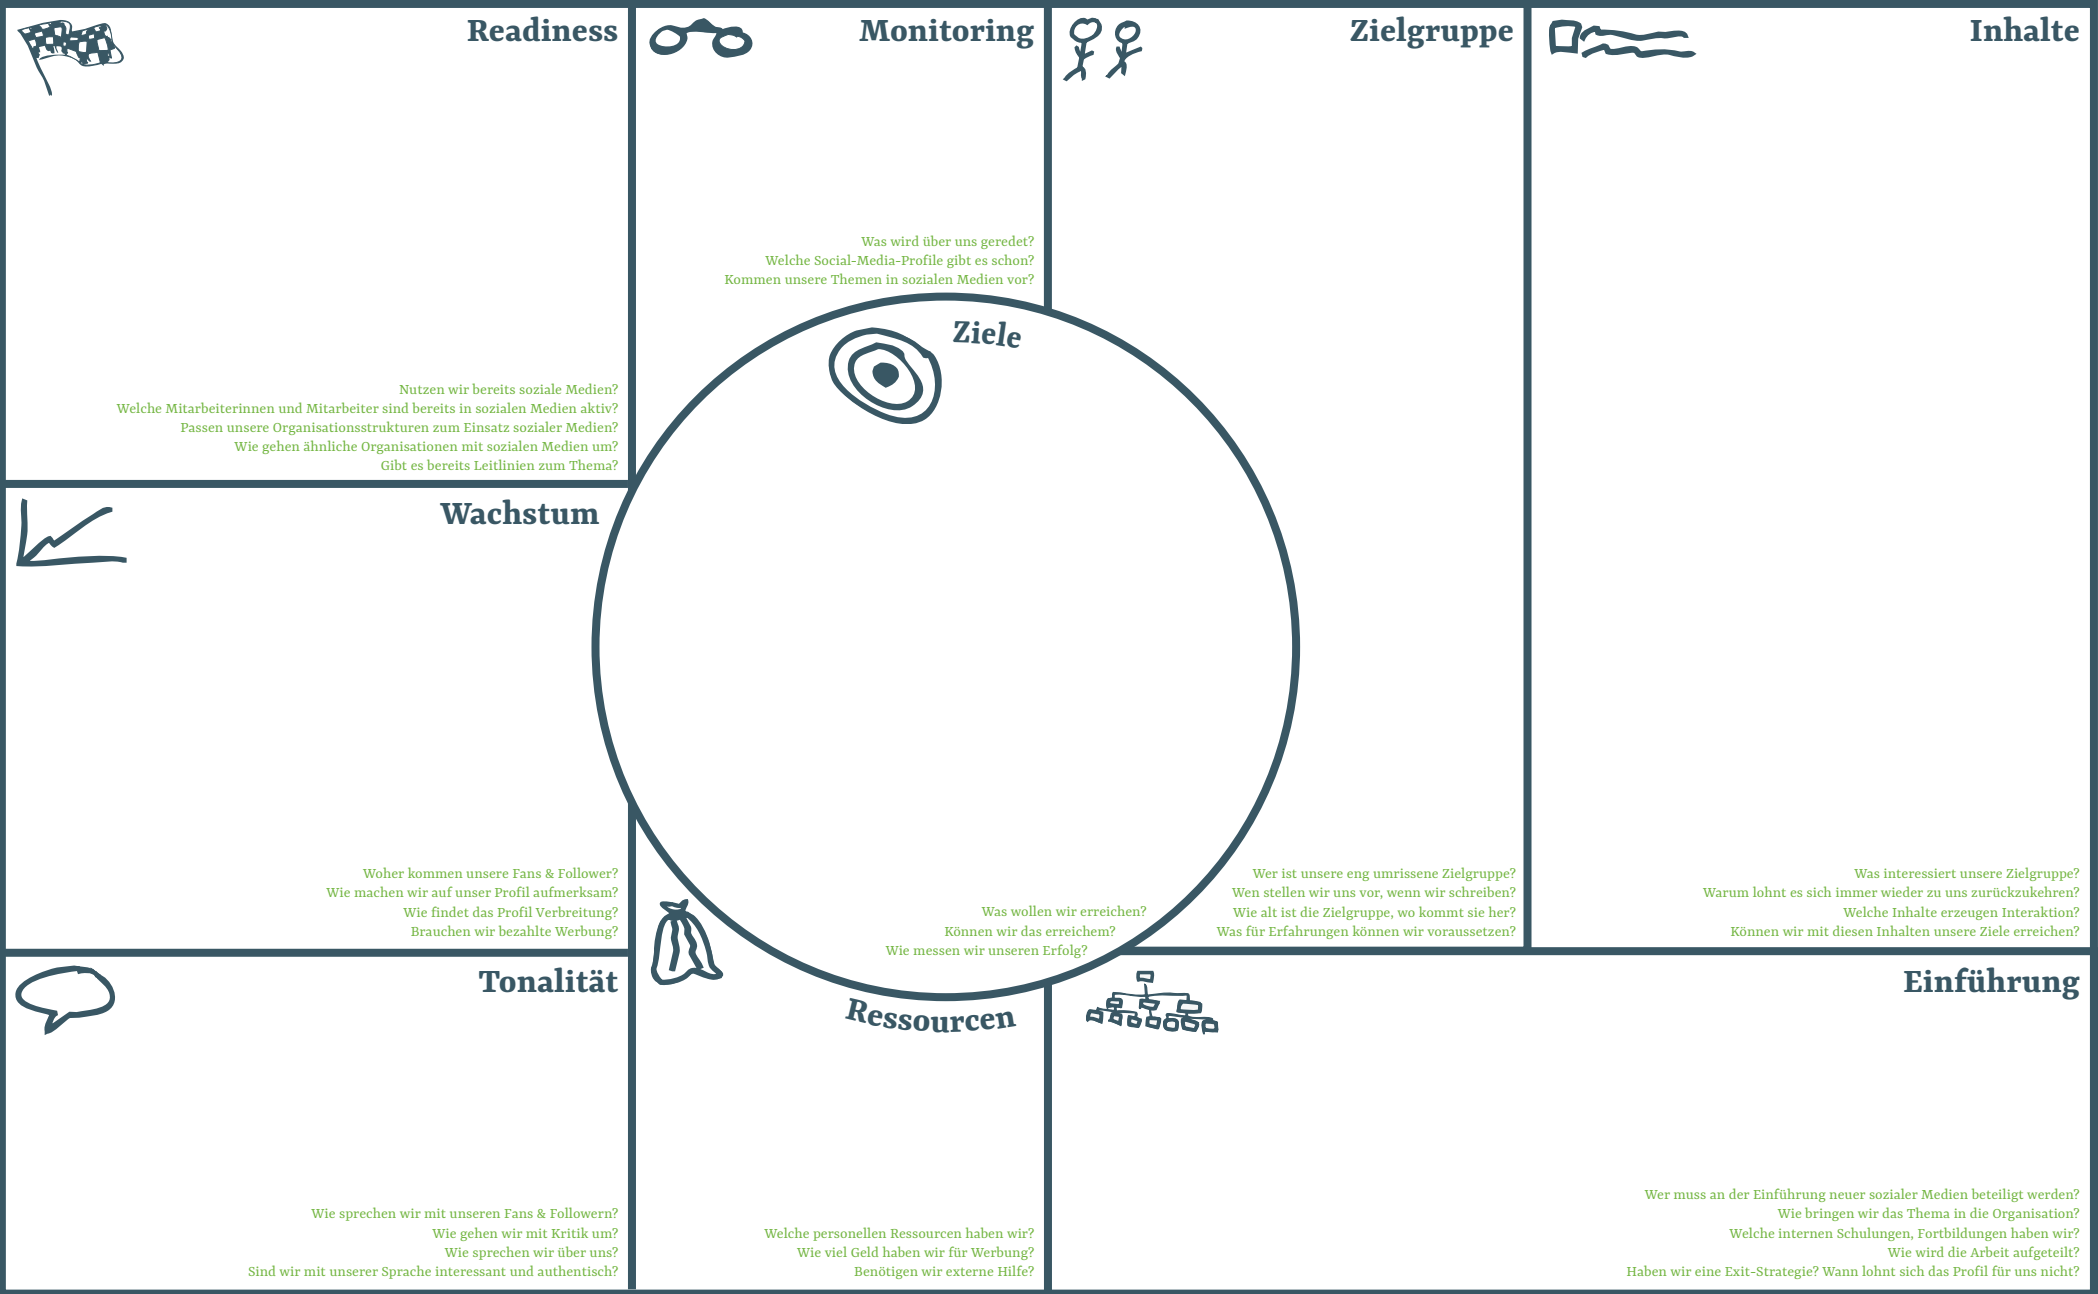 Readiness
Nutzen wir bereits soziale Medien?
Welche Mitarbeiterinnen und Mitarbeiter sind bereits in sozialen Medien aktiv?
Passen unsere Organisationsstrukturen zum Einsatz sozialer Medien?
Wie gehen ähnliche Organisationen mit sozialen Medien um?
Gibt es bereits Leitlinien zum Thema?
Monitoring
Was wird über uns geredet?
Welche Social-Media-Profile gibt es schon?
Kommen unsere Themen in sozialen Medien vor?
Zielgruppe
Wer ist unsere eng umrissene Zielgruppe?
Wen stellen wir uns vor, wenn wir schreiben?
Wie alt ist die Zielgruppe, wo kommt sie her?
Was für Erfahrungen können wir voraussetzen?
Inhalte
Was interessiert unsere Zielgruppe?
Warum lohnt es sich immer wieder zu uns zurückzukehren?
Welche Inhalte erzeugen Interaktion?
Können wir mit diesen Inhalten unsere Ziele erreichen?
Ziele
Was wollen wir erreichen?
Können wir das erreichem?
Wie messen wir unseren Erfolg?
Wachstum
Woher kommen unsere Fans & Follower?
Wie machen wir auf unser Profil aufmerksam?
Wie findet das Profil Verbreitung?
Brauchen wir bezahlte Werbung?
Tonalität
Wie sprechen wir mit unseren Fans & Followern?
Wie gehen wir mit Kritik um?
Wie sprechen wir über uns?
Sind wir mit unserer Sprache interessant und authentisch?
Ressourcen
Welche personellen Ressourcen haben wir?
Wie viel Geld haben wir für Werbung?
Benötigen wir externe Hilfe?
Einführung
Wer muss an der Einführung neuer sozialer Medien beteiligt werden?
Wie bringen wir das Thema in die Organisation?
Welche internen Schulungen, Fortbildungen haben wir?
Wie wird die Arbeit aufgeteilt?
Haben wir eine Exit-Strategie? Wann lohnt sich das Profil für uns nicht?